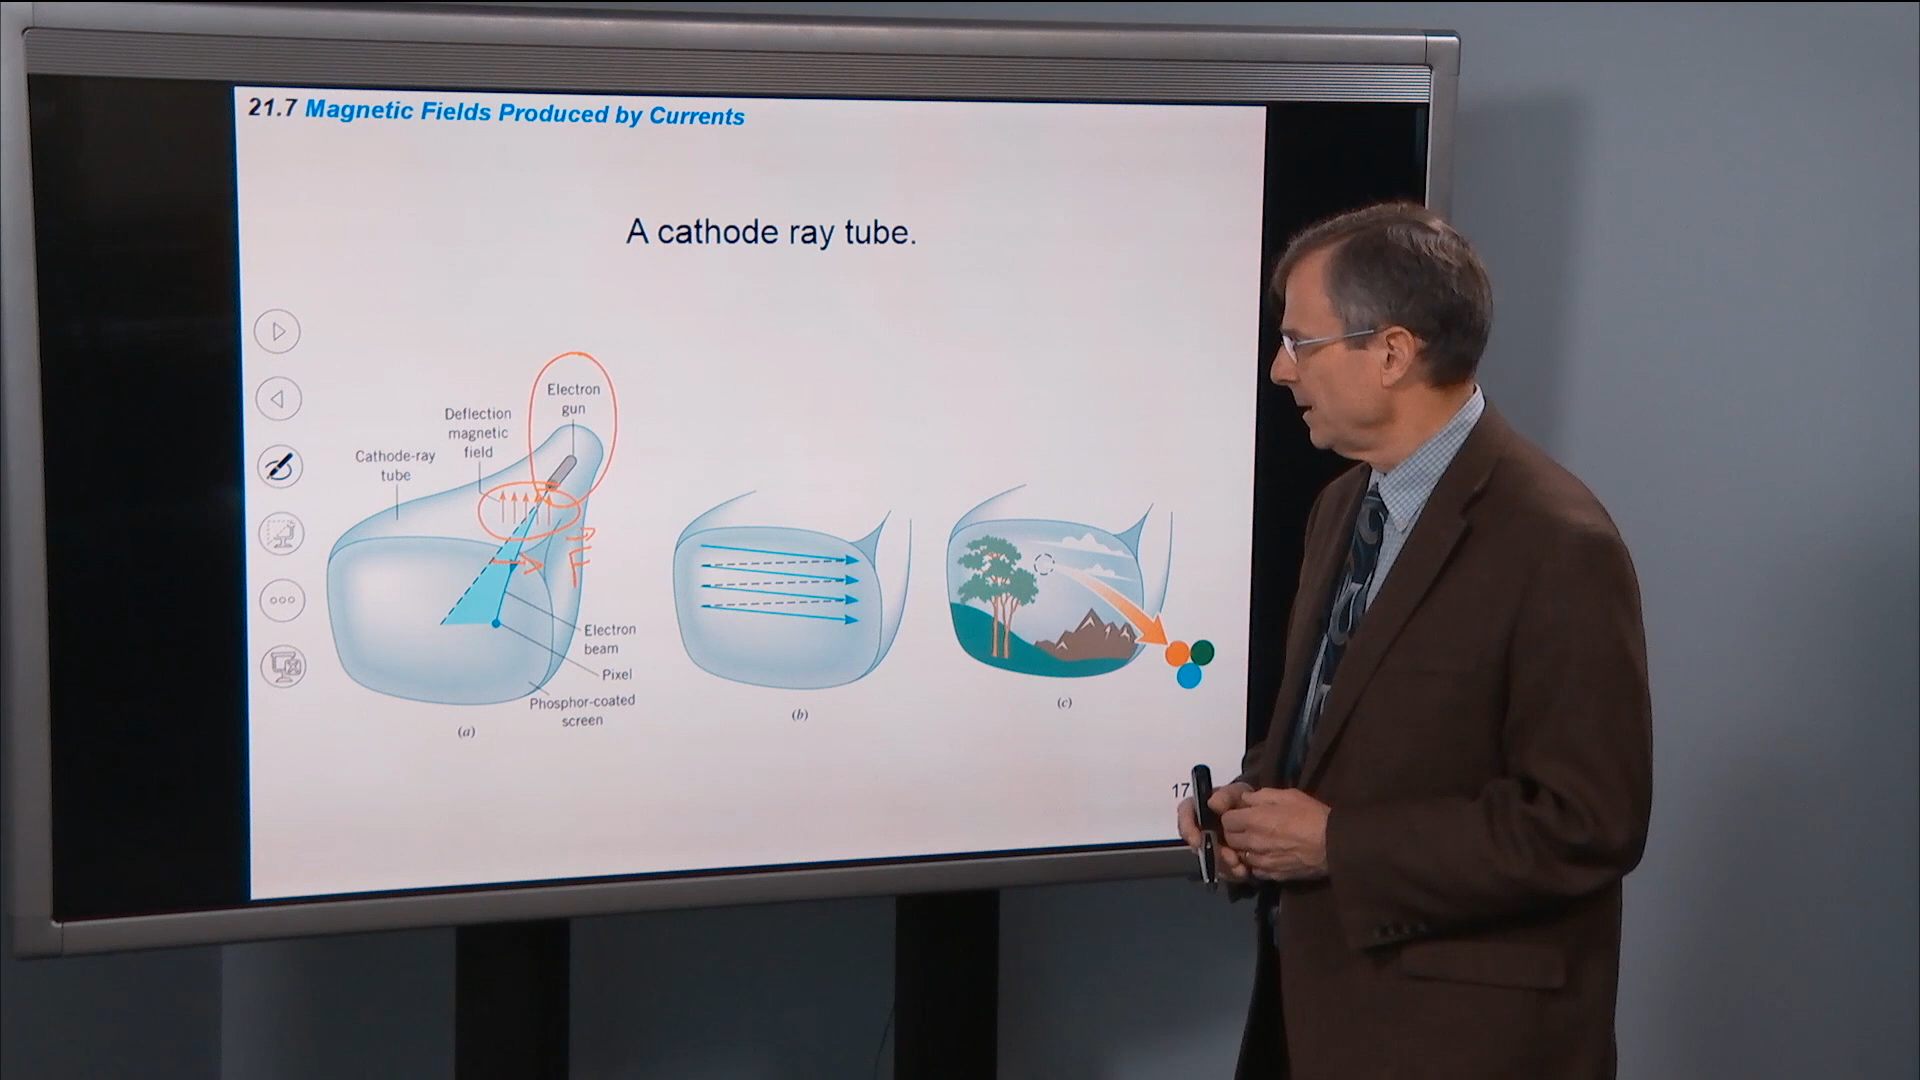 21.7 Magnetic Fields Produced by Currents
A cathode ray tube.
Electron
gun
Deflection
magnetic
field
Cathode-ray
tube
F
Electron
beam
Pixel
Phosphor-coated
screen
(a)
(b)
(c)
17